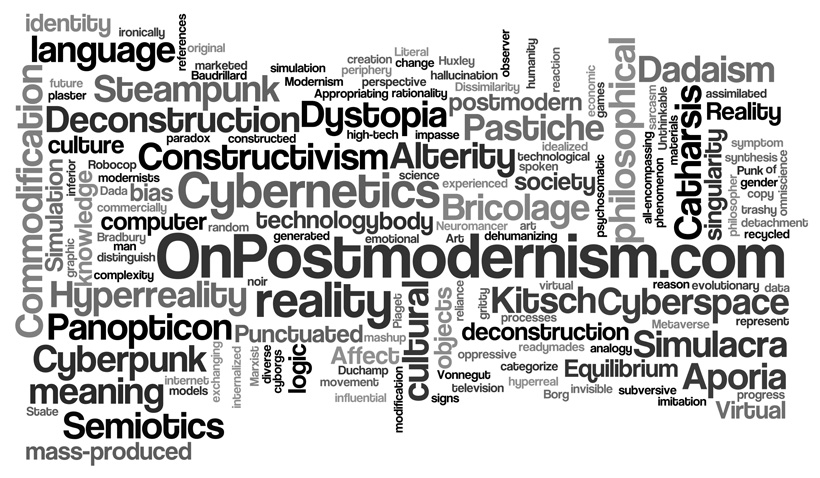 identity
ironically
references
language
original
marketed
Baudrillard
simulation
Modernism
creation
periphery
perspective
Literal
change
Huxley
hallucination
observer
humanity
reaction
economic
games
philosophical
Dadaism
future
plaster
Steampunk
Appropriating rationality
Dissimilarity
postmodern
sarcasm
Unthinkable
materials
Catharsis
assimilated
Reality
Commodification
Deconstruction
Dystopia
Pastiche
culture
paradox
constructed
high-tech
impasse
idealized
technological
spoken
singularity
symptom
synthesis
Punk of
gender
copy
omniscience
philosopher
trashy
detachment
recycled
Simulation
inferior
Robocop
modernists
Constructivism
Alterity
science
experienced
society
psychosomatic
all-encompassing
phenomenon
knowledge
Dada
bias
Cybernetics
Bricolage
commercially
computer
random
technology
body
Neuromancer
art
graphic
Bradbury
man
distinguish
generated
emotional
Art
dehumanizing
complexity
OnPostmodernism.com
Hyperreality
noir
reality
Piaget
cultural
objects
reliance
gritty
virtual
Kitsch
Cyberspace
reason
evolutionary
data
processes
Metaverse
represent
Panopticon
Punctuated
mashup
deconstruction
readymades
analogy
Simulacra
Cyberpunk
exchanging
internalized
Marxist
diverse
cyborgs
logic
Affect
Duchamp
movement
influential
modification
oppressive
Vonnegut
television
signs
categorize
hyperreal
Borg
Equilibrium
invisible
subversive
imitation
Aporia
progress
Virtual
meaning
internet
models
State
Semiotics
mass-produced